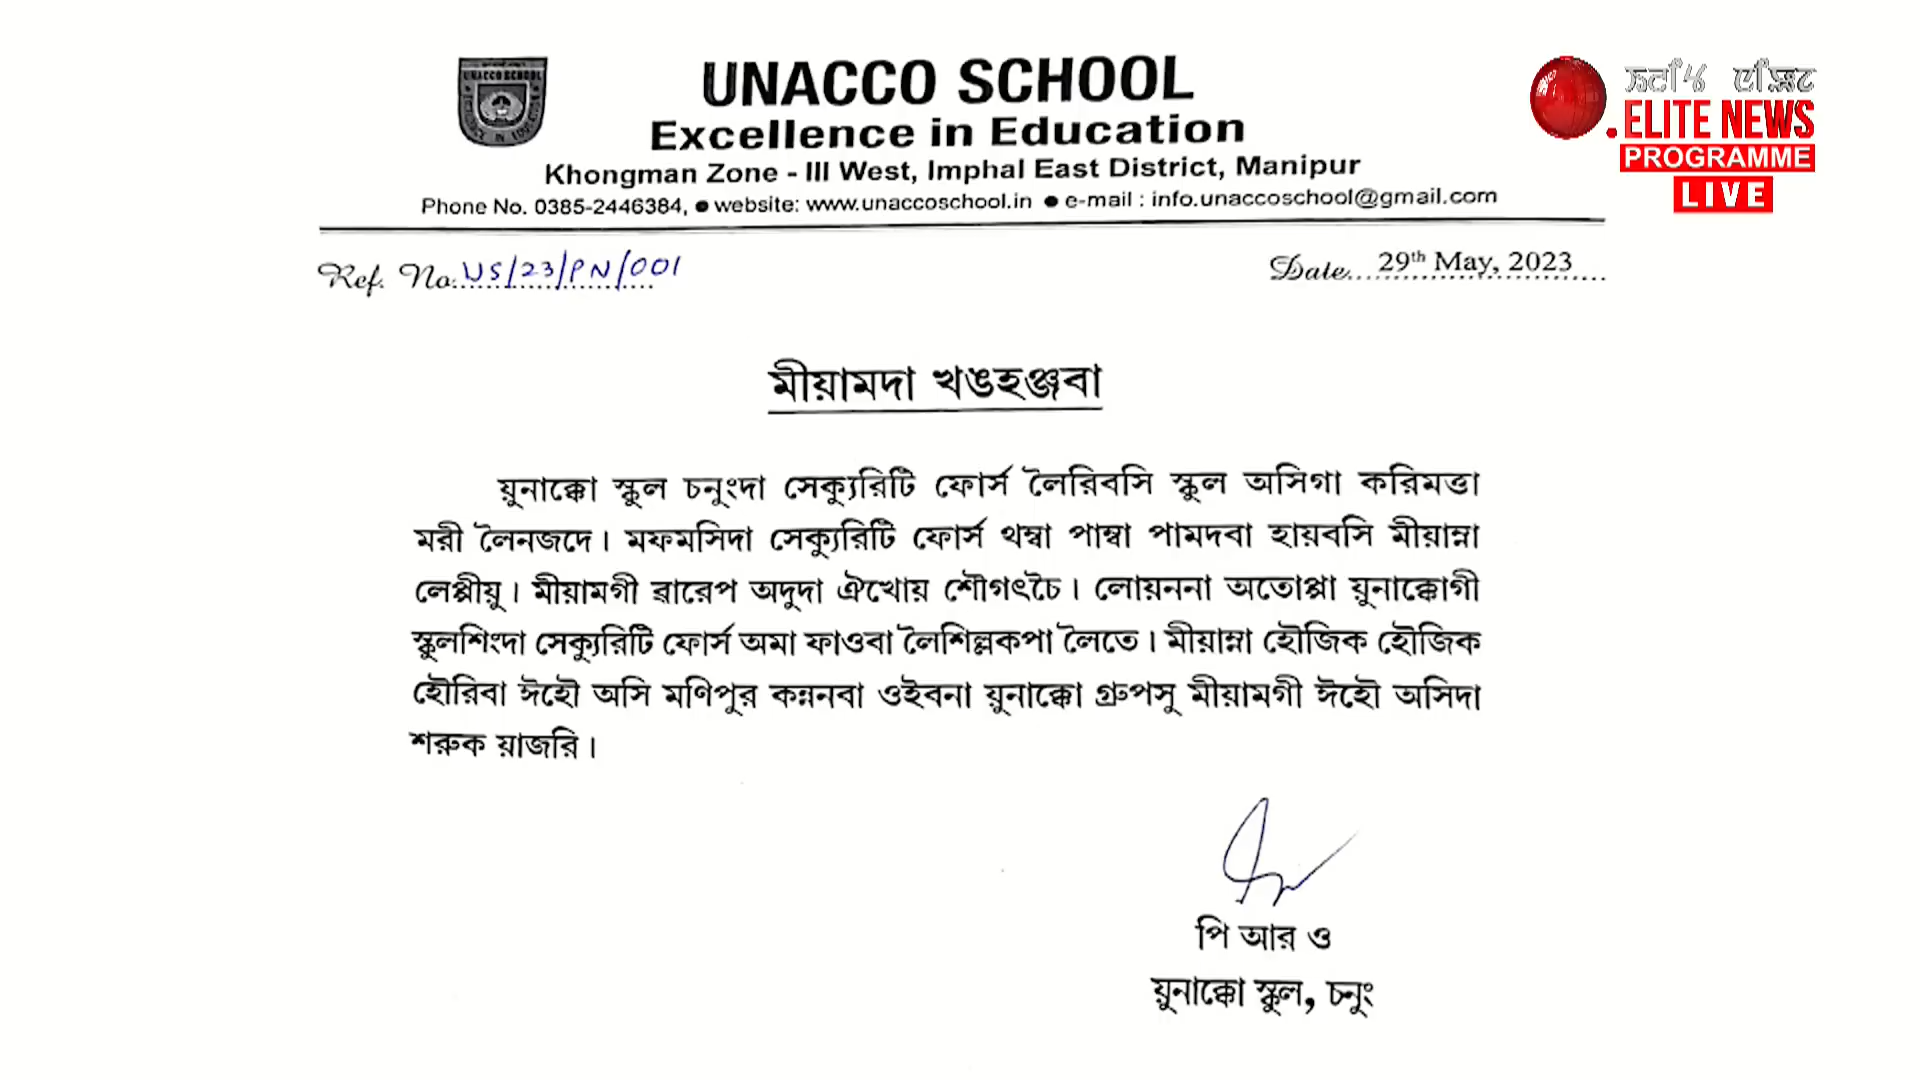 UNACCO SCHOOL
UNACCO SCHOOL
Excellence in Education
Khongman Zone - III West, Imphal East District, Manipur
Phone No. 0385-2446384, ● website: www.unaccoschool.in ● e-mail : info.unaccoschool@gmail.com
ELITE NEWS
PROGRAMME
LIVE
Ref. No. US/23/PN/001
Date... 29th May, 2023
মীয়ামদা খঙহঞ্জবা
য়ুনাক্কো স্কুল চনুংদা সেক্যুরিটি ফোর্স লৈরিবসি স্কুল অসিগা করিমত্তা
মরী লৈনজদে। মফমসিদা সেক্যুরিটি ফোর্স থম্বা পাম্বা পামদবা হায়বসি মীয়াম্না
লেপ্পীয়ু। মীয়ামগী ৱারেপ অদুদা ঐখোয় শৌগৎচৈ। লোয়ননা অতোপ্পা য়ুনাক্কোগী
স্কুলশিংদা সেক্যুরিটি ফোর্স অমা ফাওবা লৈশিল্লকপা লৈতে। মীয়াম্না হৌজিক হৌজিক
হৌরিবা ঈহৌ অসি মণিপুর কন্ননবা ওইবনা য়ুনাক্কো গ্রুপসু মীয়ামগী ঈহৌ অসিদা
শরুক য়াজরি।
পি আর ও
য়ুনাক্কো স্কুল, চনুং